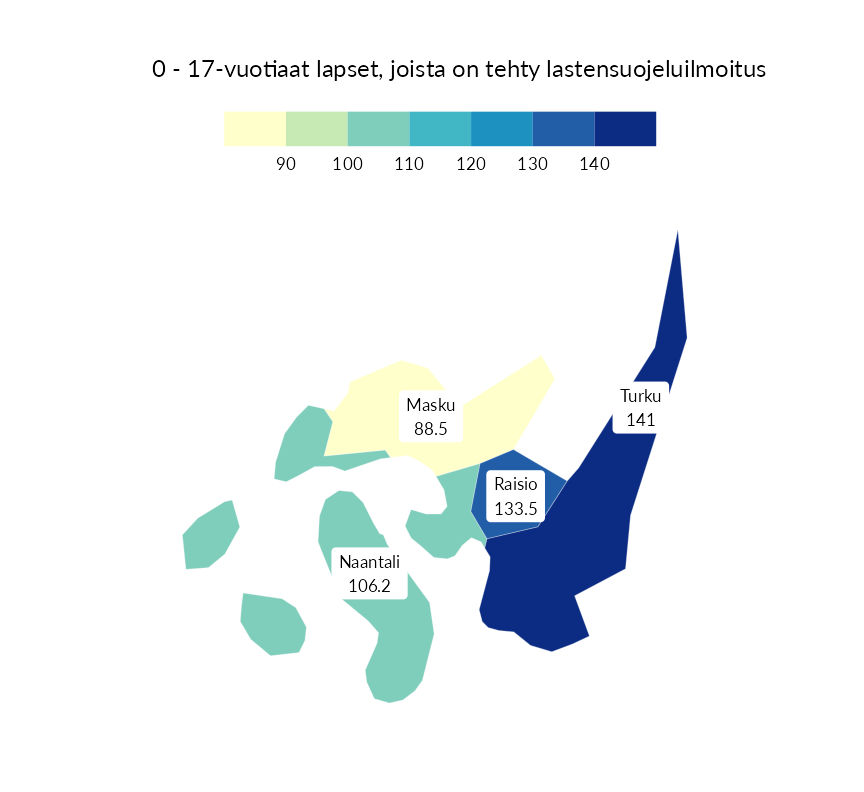 0 - 17-vuotiaat lapset, joista on tehty lastensuojeluilmoitus
90 100 110 120 130 140
Turku
141
Masku
88.5
Raisio
133.5
Naantali
106.2